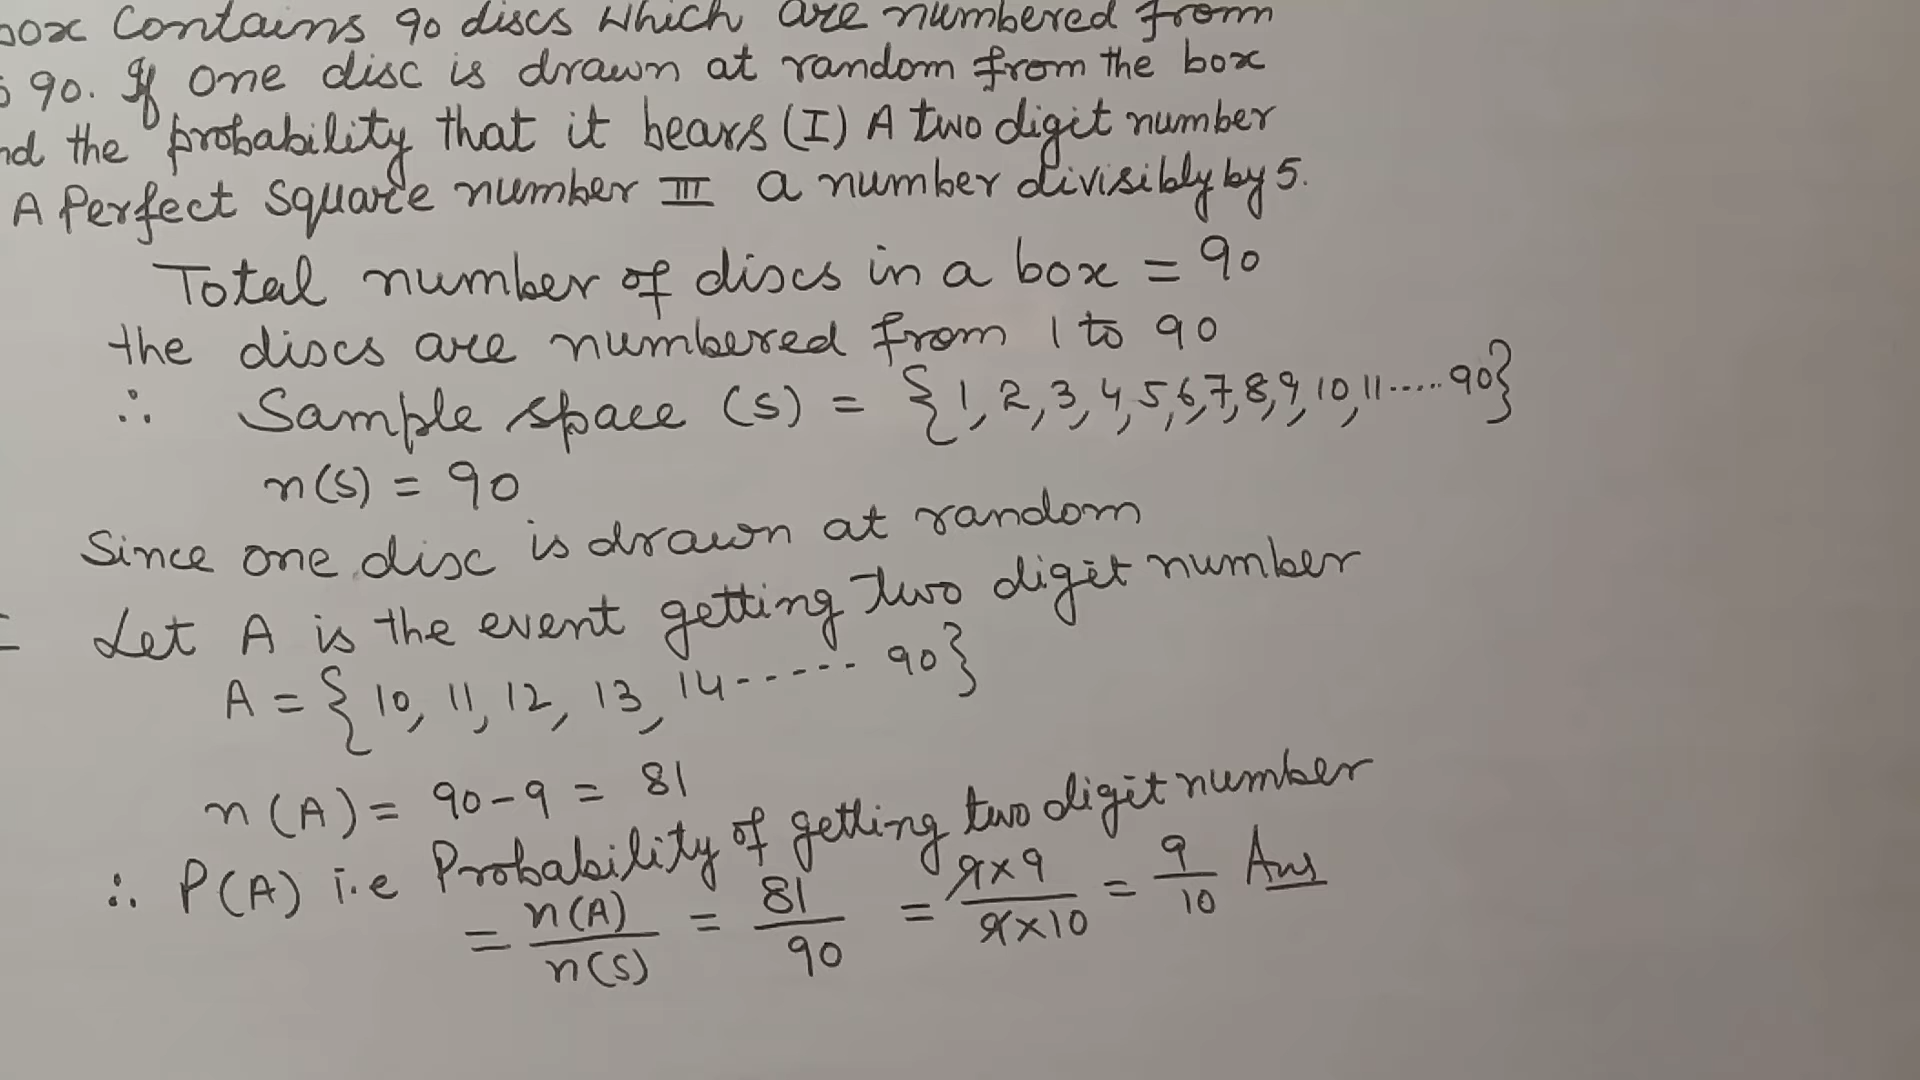 box contains 90 discs which are numbered from
90. If one disc is drawn at random from the box
the probability that it bears (I) A two digit number
A Perfect square number III a number divisibly by 5.
Total number of discs in a box = 90
the discs are numbered from 1 to 90
∴ Sample space (s) = {1, 2, 3, 4, 5, 6, 7, 8, 9, 10, 11 ..... 90}
n(s) = 90
Since one disc is drawn at random
Let A is the event getting two digit number
A = { 10, 11, 12, 13, 14 ------ 90}
n(A) = 90-9 = 81
∴ P(A) i.e Probability of getting two digit number
= n(A)/n(s) = 81/90 = 9×9/9×10 = 9/10 Ans